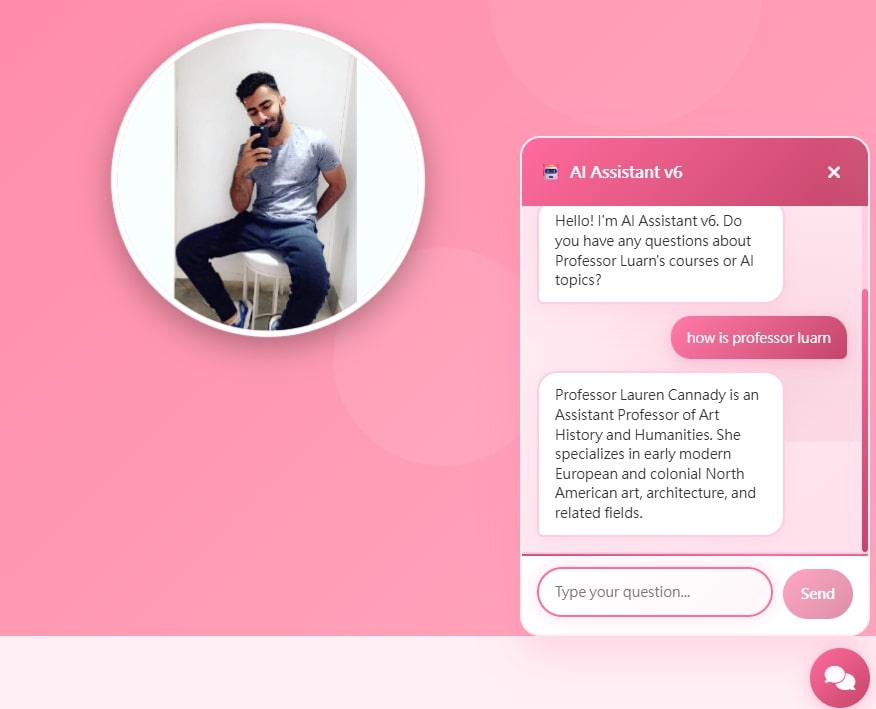 AI Assistant v6
Hello! I'm AI Assistant v6. Do
you have any questions about
Professor Luarn's courses or AI
topics?
how is professor luarn
Professor Lauren Cannady is an
Assistant Professor of Art
History and Humanities. She
specializes in early modern
European and colonial North
American art, architecture, and
related fields.
Type your question...
Send